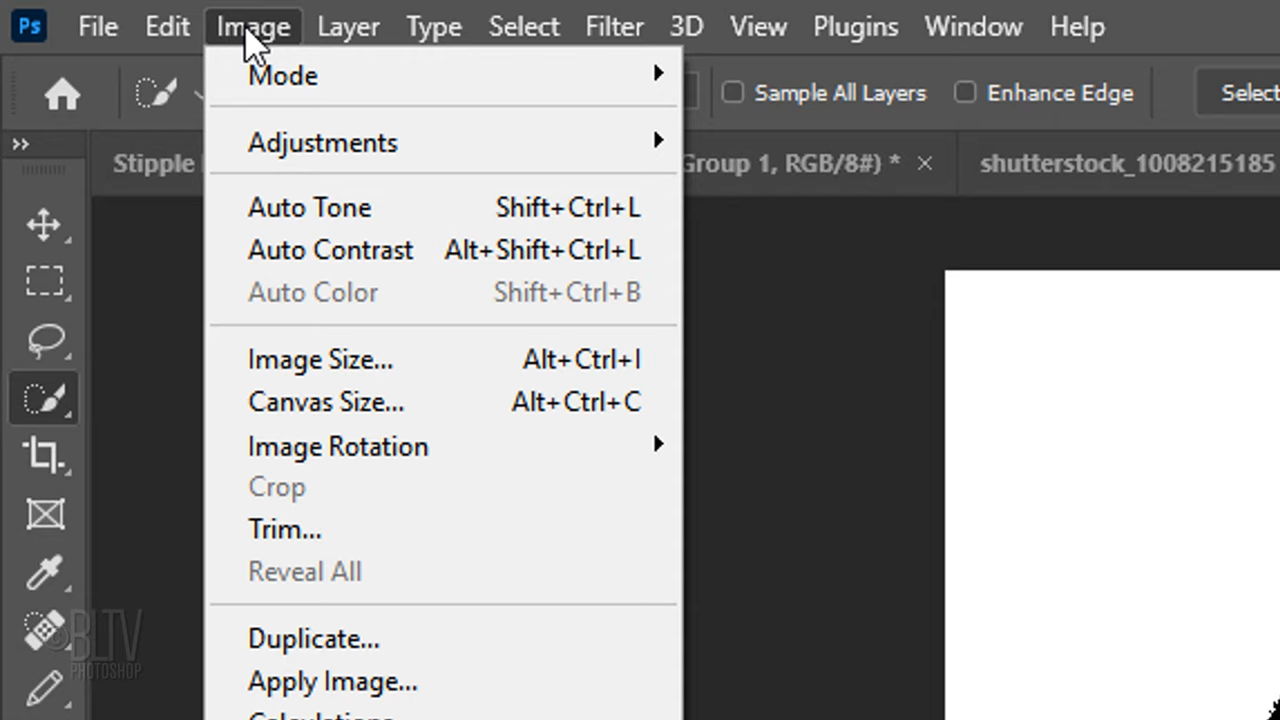 Ps File Edit Image Layer Type Select Filter 3D View Plugins Window Help
Sample All Layers Enhance Edge Select
Stipple Group 1, RGB/8#) * × shutterstock_1008215185
Mode
Adjustments
Auto Tone Shift+Ctrl+L
Auto Contrast Alt+Shift+Ctrl+L
Auto Color Shift+Ctrl+B
Image Size... Alt+Ctrl+I
Canvas Size... Alt+Ctrl+C
Image Rotation
Crop
Trim...
Reveal All
Duplicate...
Apply Image...
Calculations
©BLTV
PHOTOSHOP